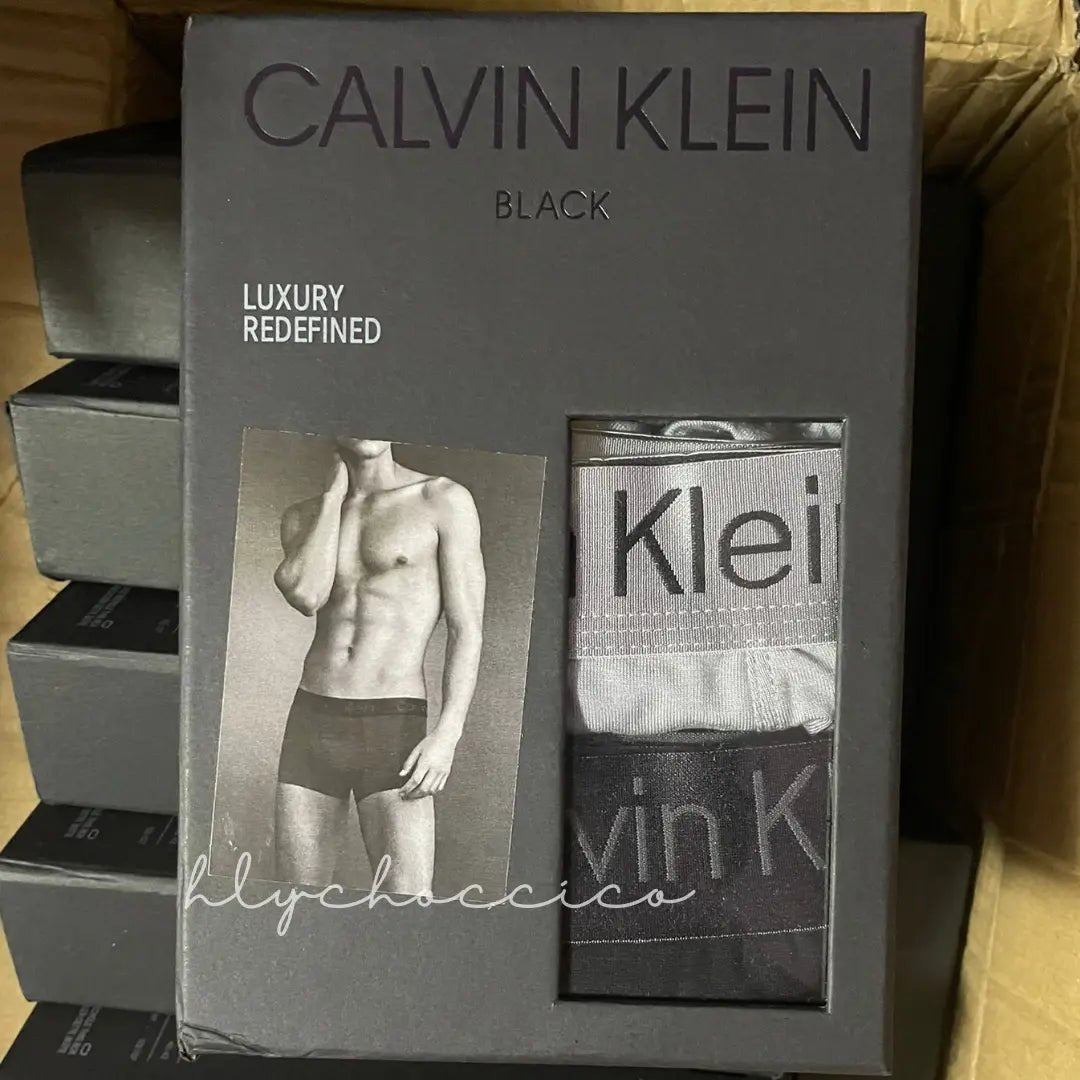 CALVIN KLEIN
BLACK
LUXURY
REDEFINED
Klei
vin K
hlychoccico